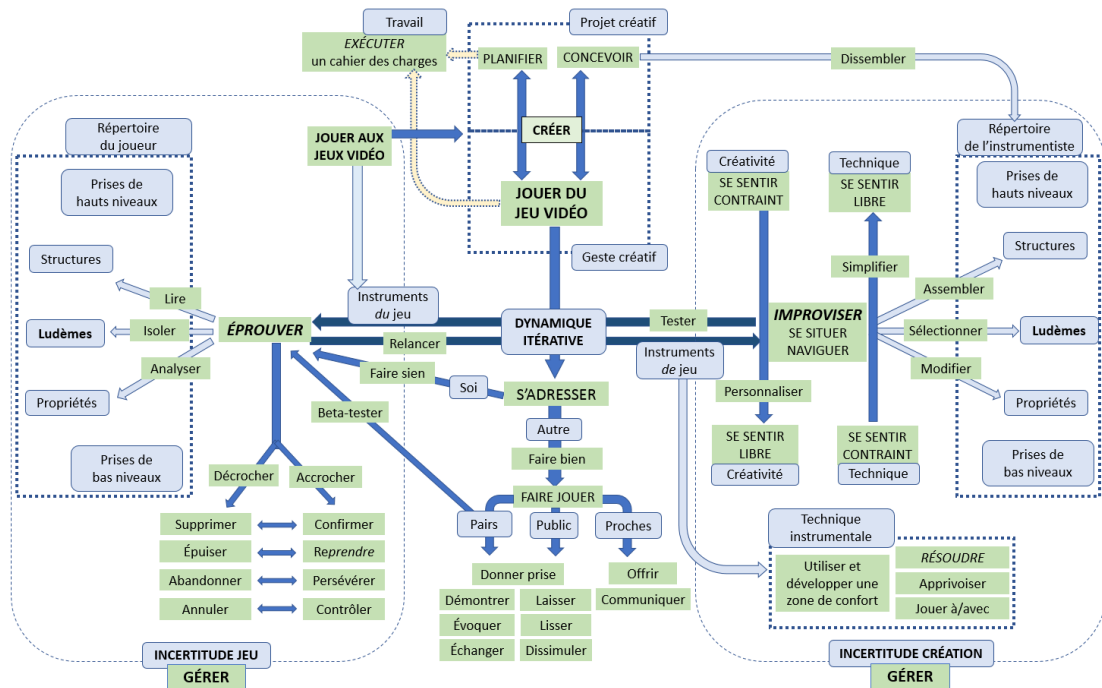 Travail
EXÉCUTER
un cahier des charges
Projet créatif
PLANIFIER
CONCEVOIR
Dissembler
CRÉER
JOUER AUX
JEUX VIDÉO
JOUER DU
JEU VIDÉO
Geste créatif
Répertoire
du joueur
Prises de
hauts niveaux
Structures
Lire
Ludèmes
Isoler
Analyser
Propriétés
Prises de
bas niveaux
ÉPROUVER
Instruments
du jeu
Relancer
Faire sien
Soi
Beta-tester
Décrocher
Accrocher
Supprimer
Confirmer
Épuiser
Reprendre
Abandonner
Persévérer
Annuler
Contrôler
INCERTITUDE JEU
GÉRER
DYNAMIQUE
ITÉRATIVE
Tester
S'ADRESSER
Autre
Faire bien
FAIRE JOUER
Pairs
Public
Proches
Donner prise
Démontrer
Laisser
Évoquer
Lisser
Échanger
Dissimuler
Offrir
Communiquer
Instruments
de jeu
Créativité
SE SENTIR
CONTRAINT
Technique
SE SENTIR
LIBRE
Simplifier
IMPROVISER
SE SITUER
NAVIGUER
Personnaliser
SE SENTIR
LIBRE
Créativité
SE SENTIR
CONTRAINT
Technique
Répertoire
de l'instrumentiste
Prises de
hauts niveaux
Structures
Assembler
Sélectionner
Ludèmes
Modifier
Propriétés
Prises de
bas niveaux
Technique
instrumentale
Utiliser et
développer une
zone de confort
RÉSOUDRE
Apprivoiser
Jouer à/avec
INCERTITUDE CRÉATION
GÉRER